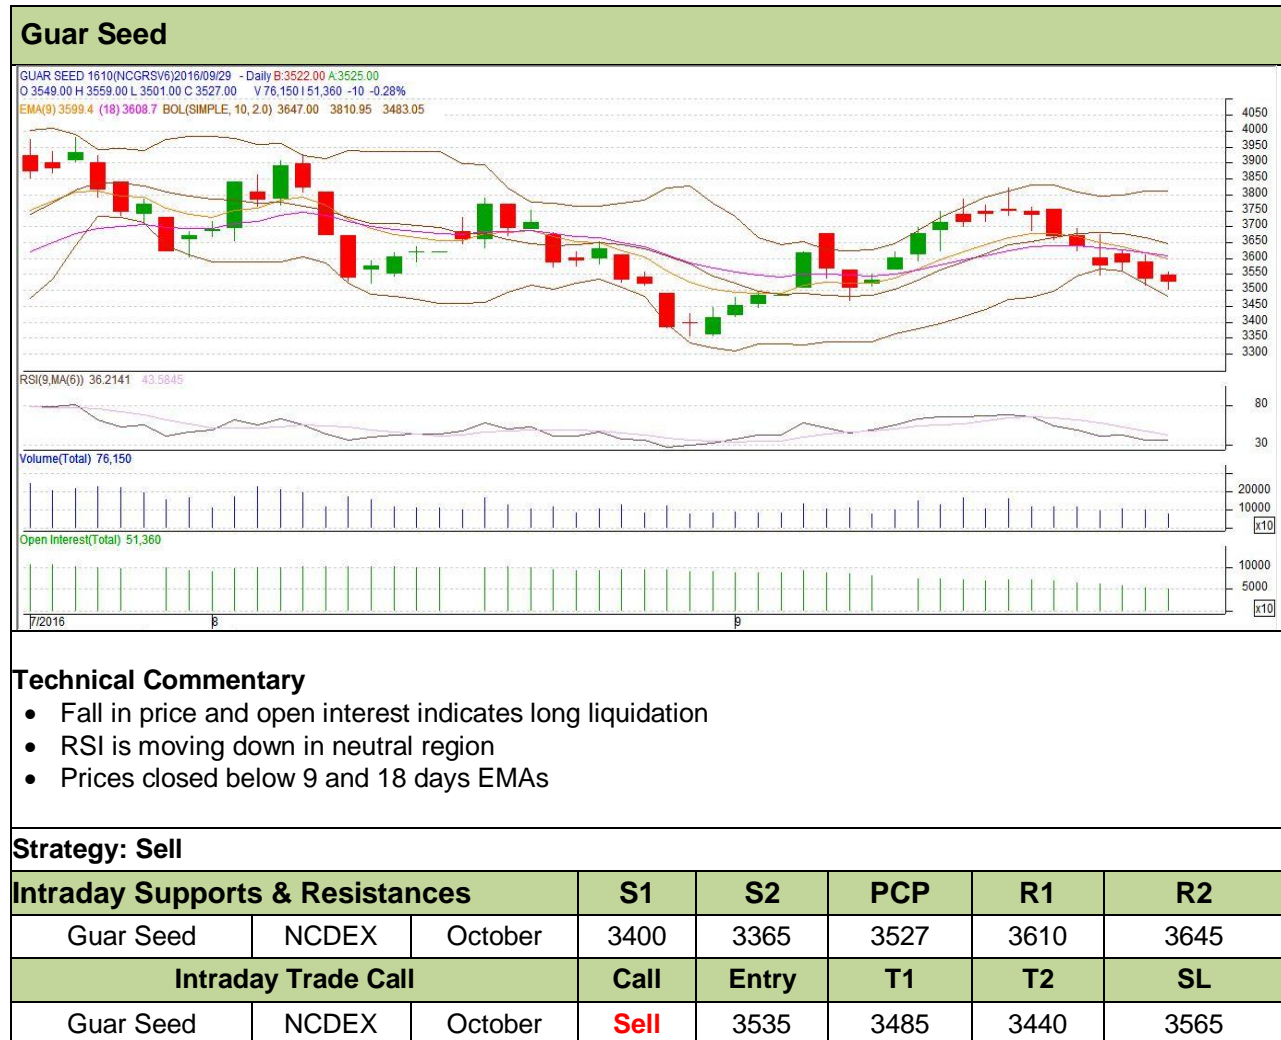 Guar Seed
GUAR SEED 1610(NCGRSV6)2016/09/29 - Daily B:3522.00 A:3525.00
O 3549.00 H 3559.00 L 3501.00 C 3527.00 V 76,150 I 51,360 -10 -0.28%
EMA(9) 3599.4 (18) 3608.7 BOL(SIMPLE, 10, 2.0) 3647.00 3810.95 3483.05
4050
4000
3950
3900
3850
3800
3750
3700
3650
3600
3550
3500
3450
3400
3350
3300
RSI(9,MA(6)) 36.2141 43.5845
80
30
Volume(Total) 76,150
20000
10000
x10
Open Interest(Total) 51,360
10000
5000
x10
7/2016 8 9
Technical Commentary
• Fall in price and open interest indicates long liquidation
• RSI is moving down in neutral region
• Prices closed below 9 and 18 days EMAs
Strategy: Sell
Intraday Supports & Resistances S1 S2 PCP R1 R2
Guar Seed NCDEX October 3400 3365 3527 3610 3645
Intraday Trade Call Call Entry T1 T2 SL
Guar Seed NCDEX October Sell 3535 3485 3440 3565